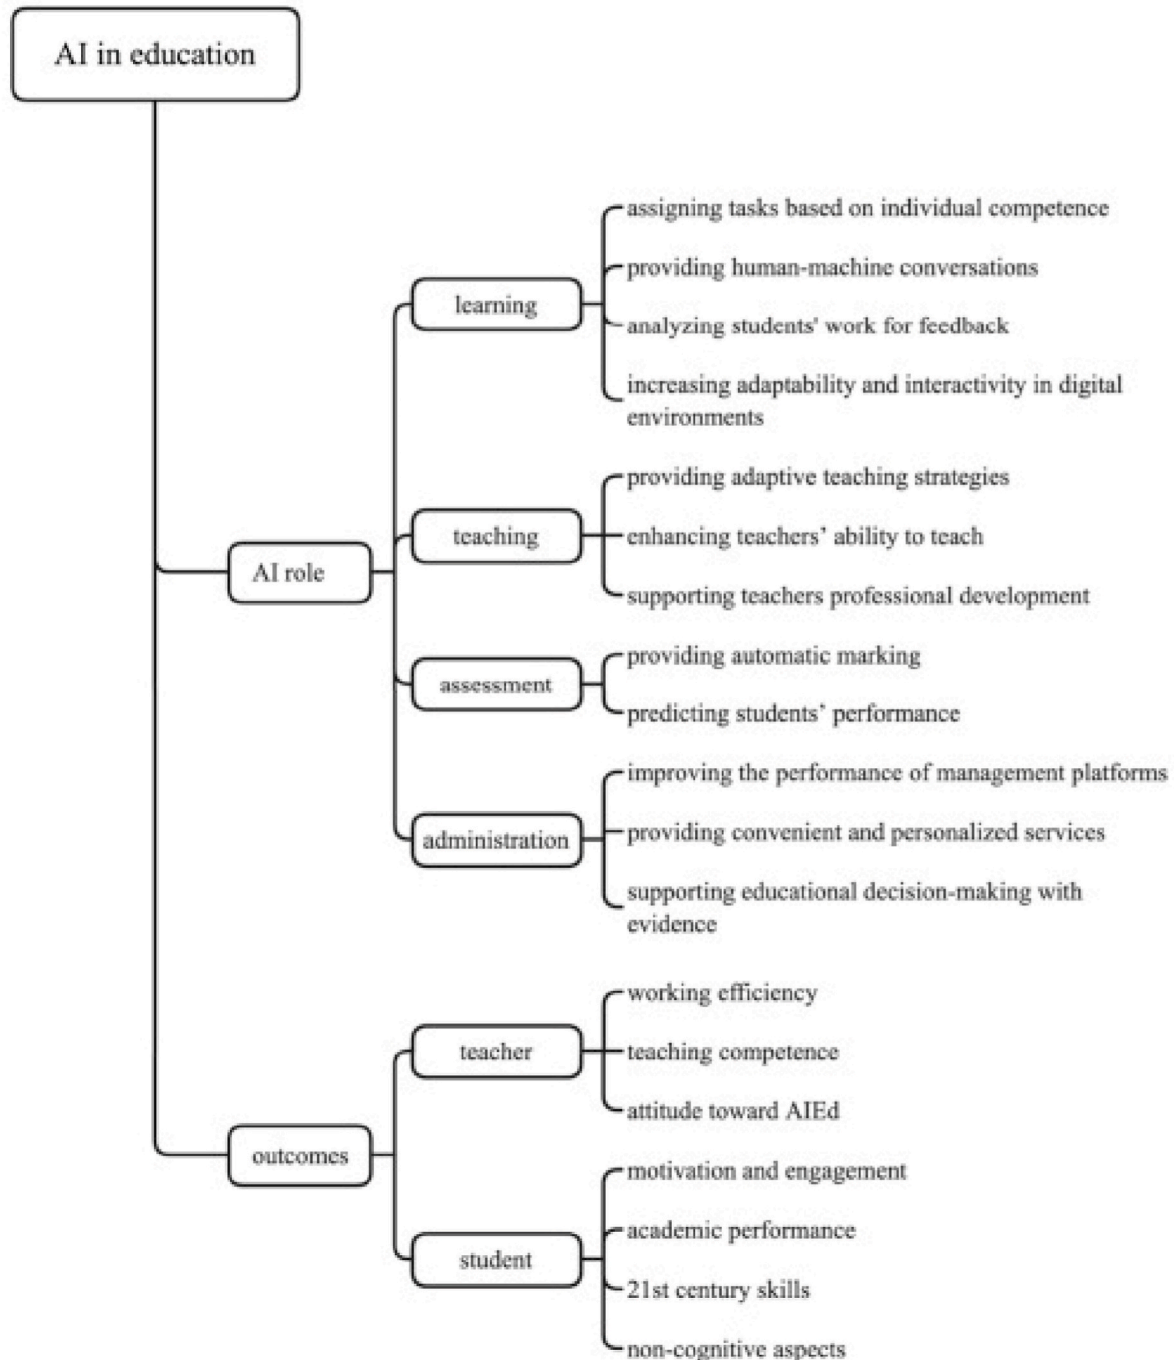 AI in education
assigning tasks based on individual competence
providing human-machine conversations
learning
analyzing students' work for feedback
increasing adaptability and interactivity in digital
environments
providing adaptive teaching strategies
teaching
enhancing teachers’ ability to teach
AI role
supporting teachers professional development
providing automatic marking
assessment
predicting students’ performance
improving the performance of management platforms
providing convenient and personalized services
administration
supporting educational decision-making with
evidence
working efficiency
teacher
teaching competence
attitude toward AIEd
outcomes
motivation and engagement
academic performance
student
21st century skills
non-cognitive aspects